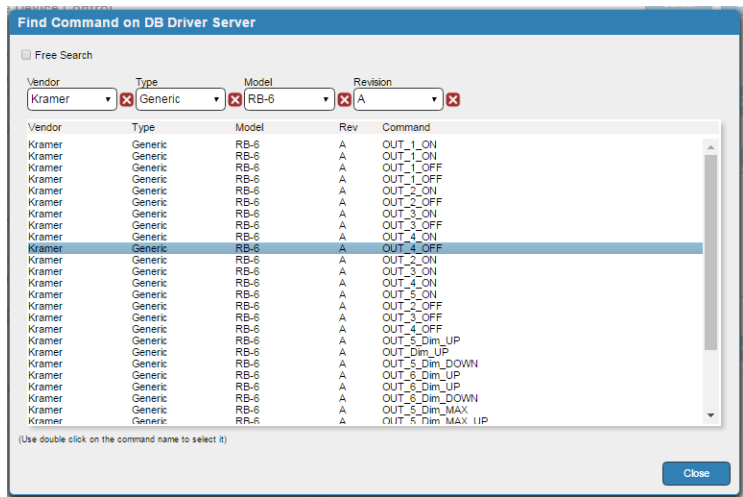 Device Control
Find Command on DB Driver Server
Free Search
Vendor Type Model Revision
Kramer Generic RB-6 A
Vendor Type Model Rev Command
Kramer Generic RB-6 A OUT_1_ON
Kramer Generic RB-6 A OUT_1_ON
Kramer Generic RB-6 A OUT_1_OFF
Kramer Generic RB-6 A OUT_1_OFF
Kramer Generic RB-6 A OUT_2_ON
Kramer Generic RB-6 A OUT_2_OFF
Kramer Generic RB-6 A OUT_3_ON
Kramer Generic RB-6 A OUT_3_OFF
Kramer Generic RB-6 A OUT_4_ON
Kramer Generic RB-6 A OUT_4_OFF
Kramer Generic RB-6 A OUT_2_ON
Kramer Generic RB-6 A OUT_3_ON
Kramer Generic RB-6 A OUT_4_ON
Kramer Generic RB-6 A OUT_5_ON
Kramer Generic RB-6 A OUT_2_OFF
Kramer Generic RB-6 A OUT_3_OFF
Kramer Generic RB-6 A OUT_4_OFF
Kramer Generic RB-6 A OUT_5_Dim_UP
Kramer Generic RB-6 A OUT_Dim_UP
Kramer Generic RB-6 A OUT_5_Dim_DOWN
Kramer Generic RB-6 A OUT_6_Dim_UP
Kramer Generic RB-6 A OUT_6_Dim_UP
Kramer Generic RB-6 A OUT_6_Dim_DOWN
Kramer Generic RB-6 A OUT_5_Dim_MAX
Kramer Generic RB-6 A OUT_5_Dim_MAX_UP
(Use double click on the command name to select it)
Close